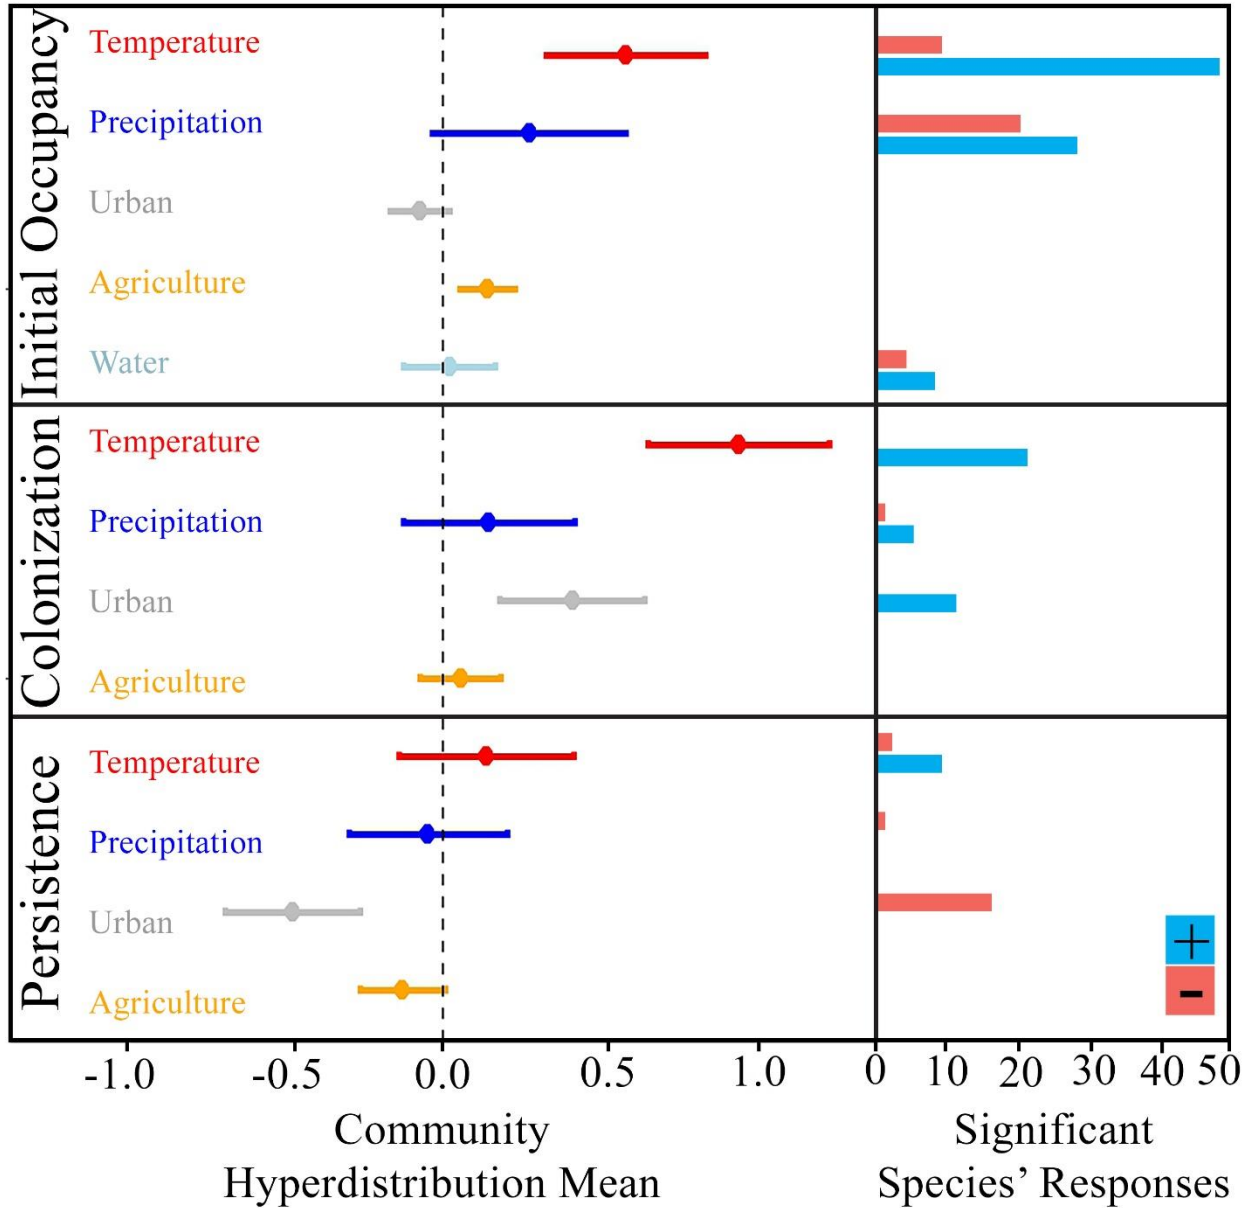 Initial Occupancy
Temperature
Precipitation
Urban
Agriculture
Water
Colonization
Temperature
Precipitation
Urban
Agriculture
Persistence
Temperature
Precipitation
Urban
Agriculture
+
-
-1.0 -0.5 0.0 0.5 1.0
0 10 20 30 40 50
Community
Hyperdistribution Mean
Significant
Species’ Responses